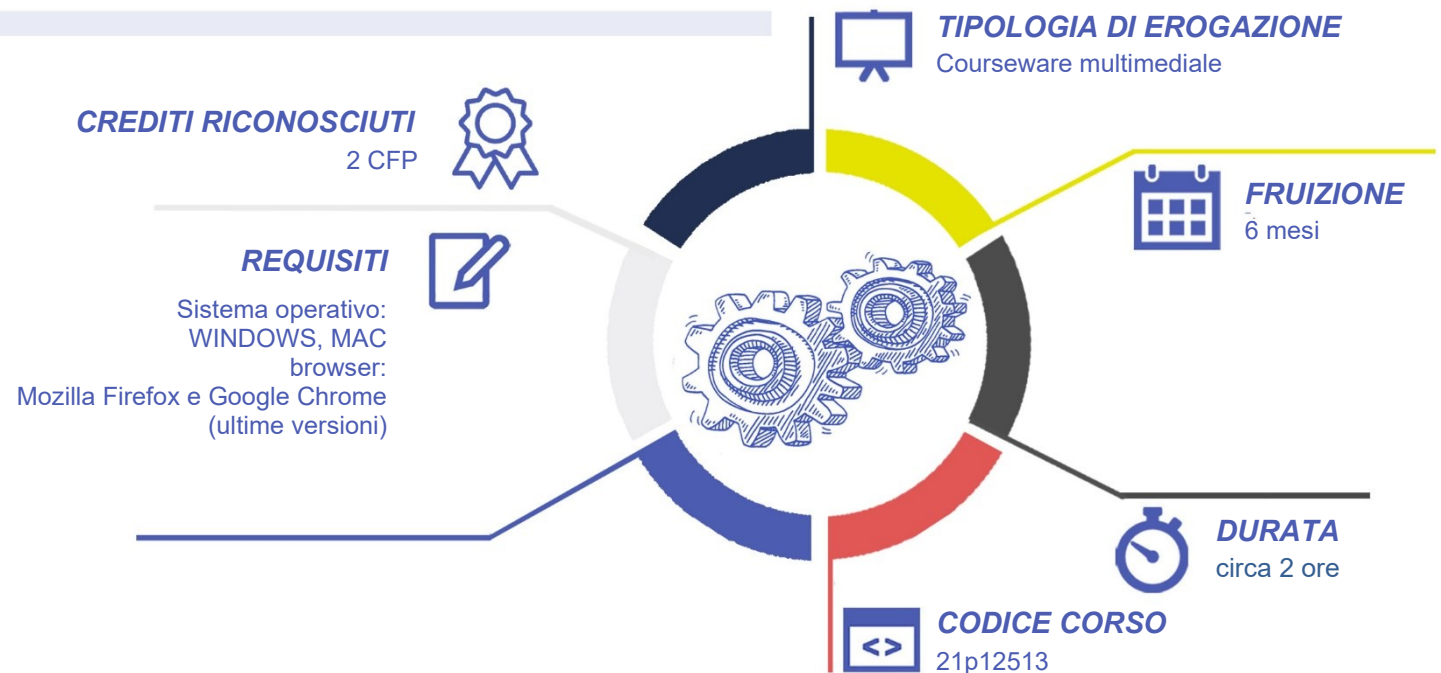 TIPOLOGIA DI EROGAZIONE
Courseware multimediale
CREDITI RICONOSCIUTI
2 CFP
FRUIZIONE
6 mesi
REQUISITI
Sistema operativo:
WINDOWS, MAC
browser:
Mozilla Firefox e Google Chrome
(ultime versioni)
DURATA
circa 2 ore
CODICE CORSO
<>
21p12513